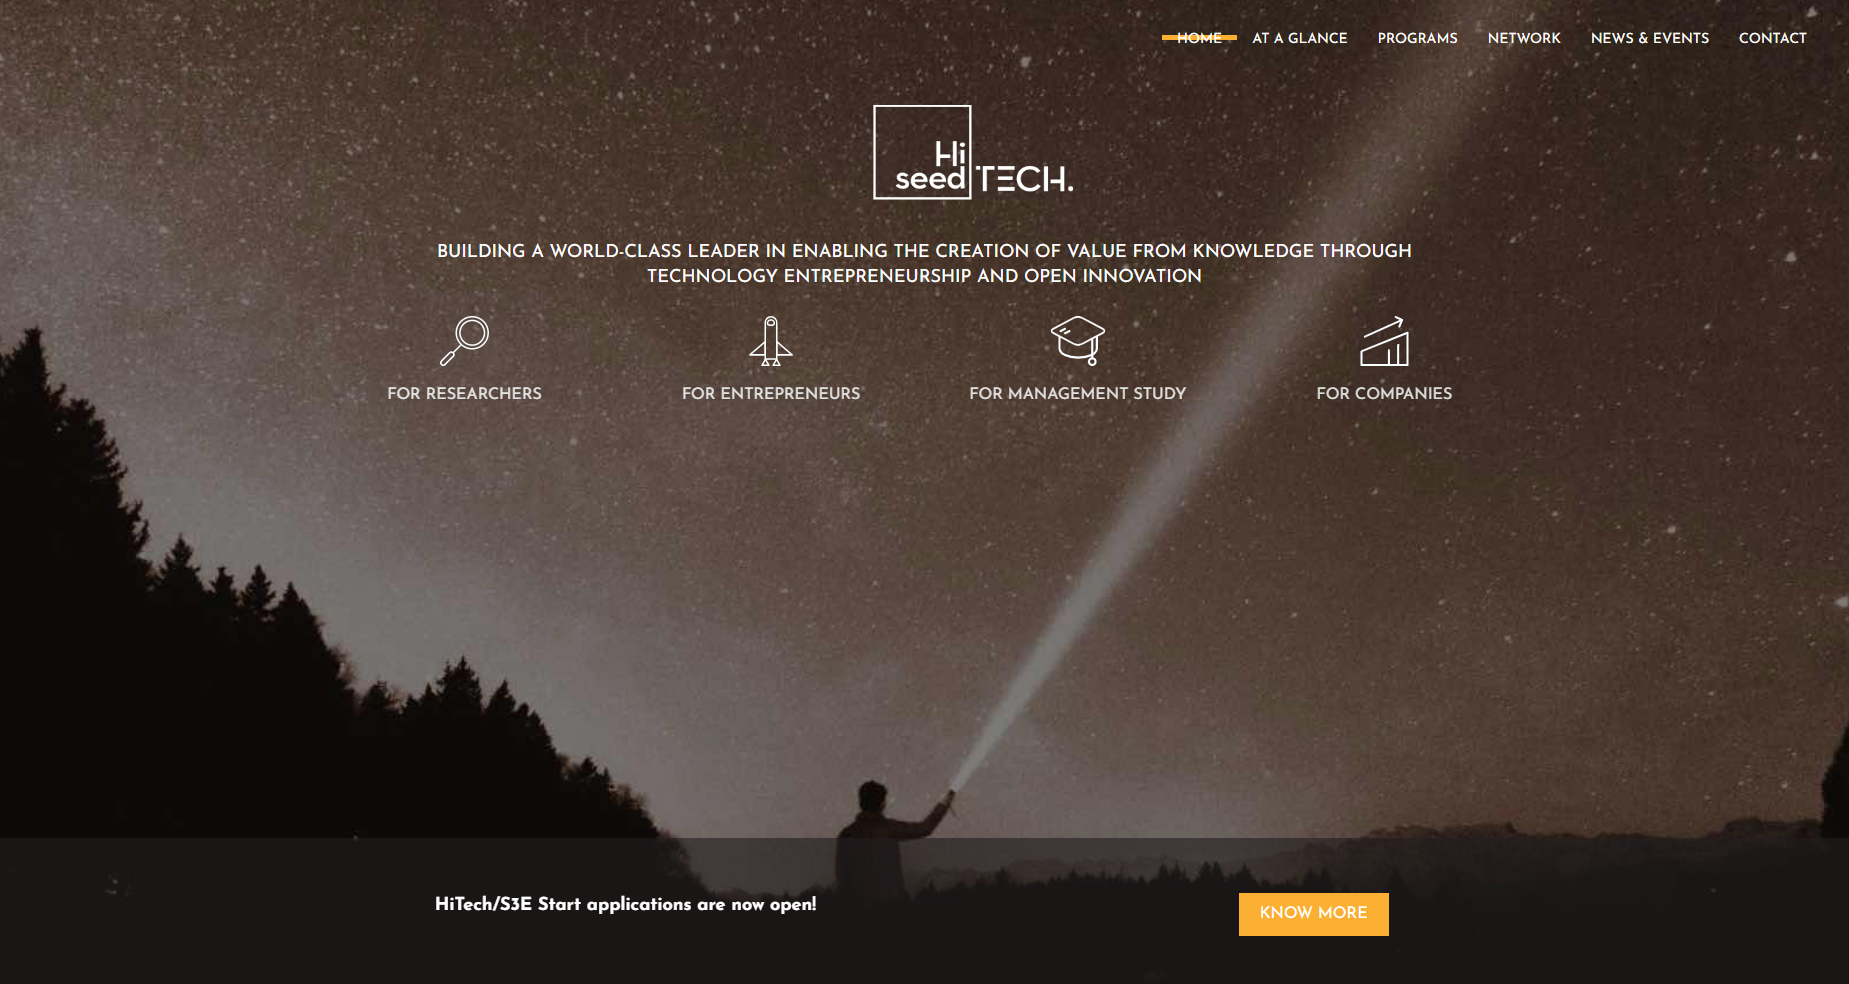 HOME AT A GLANCE PROGRAMS NETWORK NEWS & EVENTS CONTACT
Hi
seed TECH.
BUILDING A WORLD-CLASS LEADER IN ENABLING THE CREATION OF VALUE FROM KNOWLEDGE THROUGH
TECHNOLOGY ENTREPRENEURSHIP AND OPEN INNOVATION
FOR RESEARCHERS FOR ENTREPRENEURS FOR MANAGEMENT STUDY FOR COMPANIES
HiTech/S3E Start applications are now open! KNOW MORE